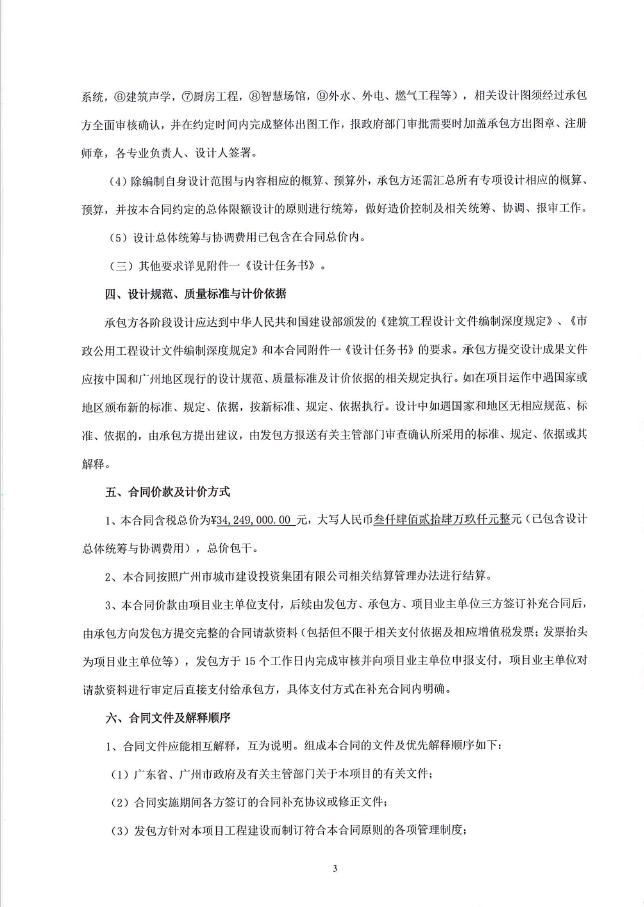 系统，⑥建筑声学，⑦厨房工程，⑧智慧场馆，⑨外水、外电、燃气工程等），相关设计图须经过承包
方全面审核确认，并在约定时间内完成整体出图工作，报政府部门审批需要时加盖承包方出图章、注册
师章，各专业负责人、设计人签署。
（4）除编制自身设计范围与内容相应的概算、预算外，承包方还需汇总所有专项设计相应的概算、
预算，并按本合同约定的总体限额设计的原则进行统筹，做好造价控制及相关统筹、协调、报审工作。
（5）设计总体统筹与协调费用已包含在合同总价内。
（三）其他要求详见附件一《设计任务书》。
四、设计规范、质量标准与计价依据
承包方各阶段设计应达到中华人民共和国建设部颁发的《建筑工程设计文件编制深度规定》、《市
政公用工程设计文件编制深度规定》和本合同附件一《设计任务书》的要求。承包方提交设计成果文件
应按中国和广州地区现行的设计规范、质量标准及计价依据的相关规定执行。如在项目运作中遇国家或
地区颁布新的标准、规定、依据，按新标准、规定、依据执行。设计中如遇国家和地区无相应规范、标
准、依据的，由承包方提出建议，由发包方报送有关主管部门审查确认所采用的标准、规定、依据或其
解释。
五、合同价款及计价方式
1、本合同含税总价为¥34,249,000.00 元，大写人民币叁仟肆佰贰拾肆万玖仟元整元（已包含设计
总体统筹与协调费用），总价包干。
2、本合同按照广州市城市建设投资集团有限公司相关结算管理办法进行结算。
3、本合同价款由项目业主单位支付，后续由发包方、承包方、项目业主单位三方签订补充合同后，
由承包方向发包方提交完整的合同请款资料（包括但不限于相关支付依据及相应增值税发票；发票抬头
为项目业主单位等），发包方于 15 个工作日内完成审核并向项目业主单位申报支付，项目业主单位对
请款资料进行审定后直接支付给承包方，具体支付方式在补充合同内明确。
六、合同文件及解释顺序
1、合同文件应能相互解释，互为说明。组成本合同的文件及优先解释顺序如下：
（1）广东省、广州市政府及有关主管部门关于本项目的有关文件；
（2）合同实施期间各方签订的合同补充协议或修正文件；
（3）发包方针对本项目工程建设而制订符合本合同原则的各项管理制度；
3